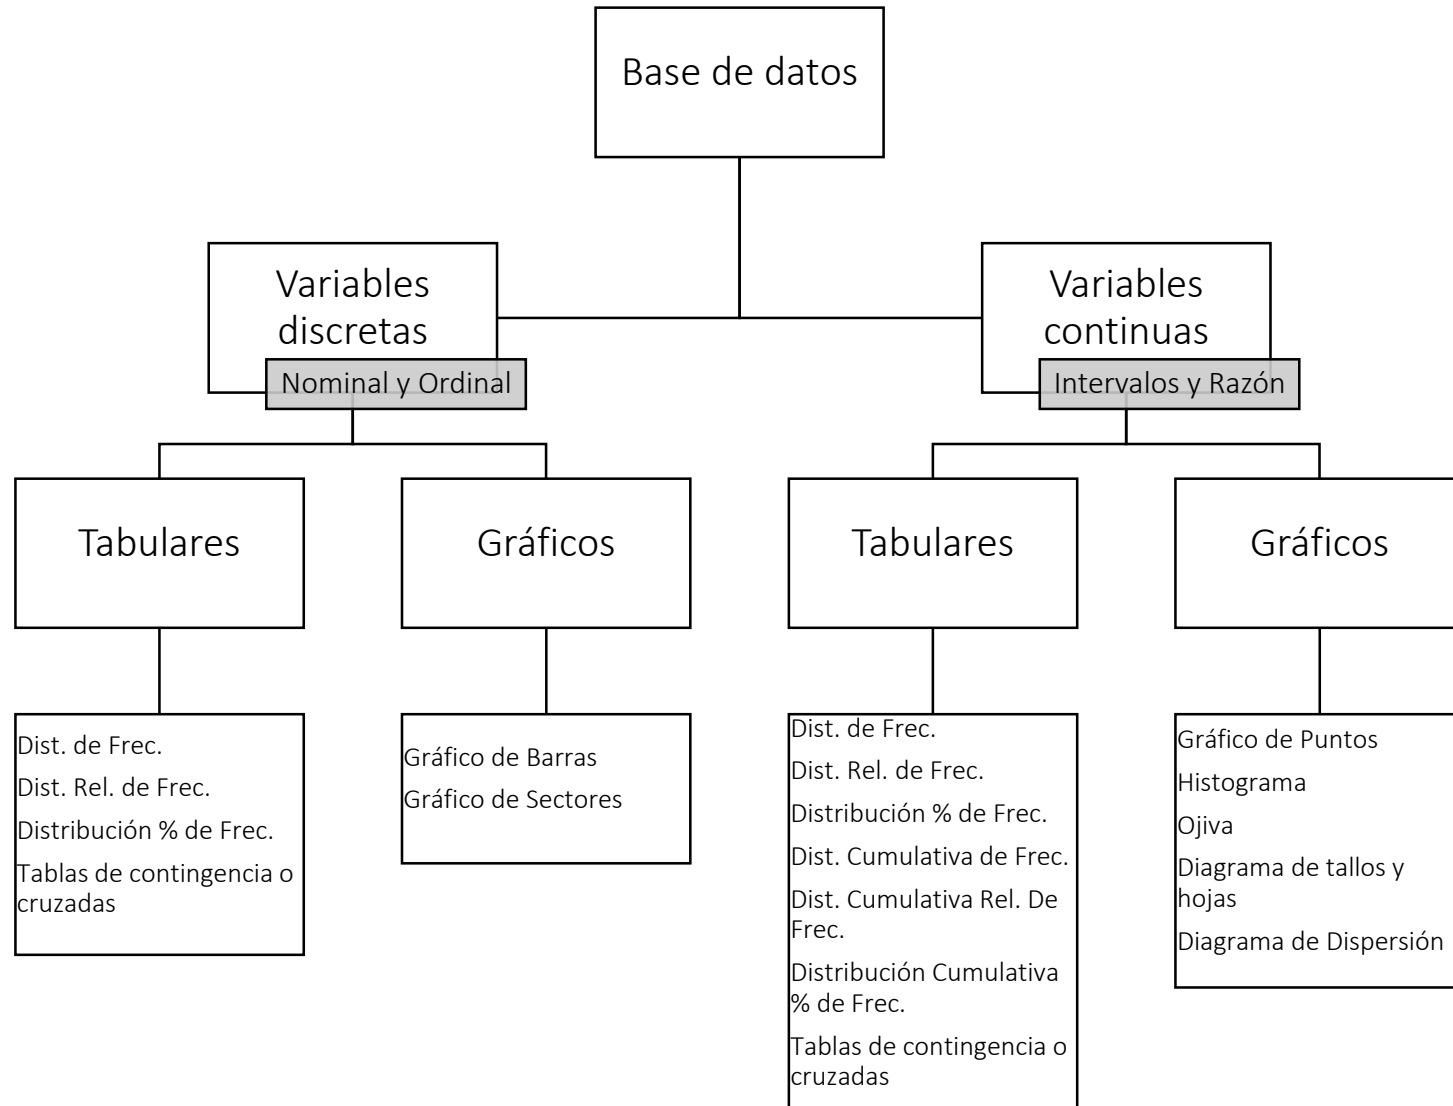 Base de datos
Variables
discretas
Nominal y Ordinal
Variables
continuas
Intervalos y Razón
Tabulares
Gráficos
Tabulares
Gráficos
Dist. de Frec.
Dist. Rel. de Frec.
Distribución % de Frec.
Tablas de contingencia o
cruzadas
Gráfico de Barras
Gráfico de Sectores
Dist. de Frec.
Dist. Rel. de Frec.
Distribución % de Frec.
Dist. Cumulativa de Frec.
Dist. Cumulativa Rel. De
Frec.
Distribución Cumulativa
% de Frec.
Tablas de contingencia o
cruzadas
Gráfico de Puntos
Histograma
Ojiva
Diagrama de tallos y
hojas
Diagrama de Dispersión